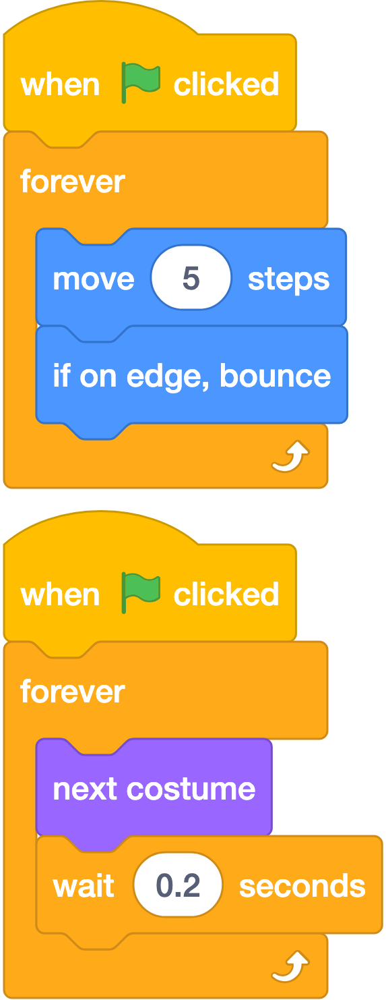 when clicked
forever
move 5 steps
if on edge, bounce
when clicked
forever
next costume
wait 0.2 seconds